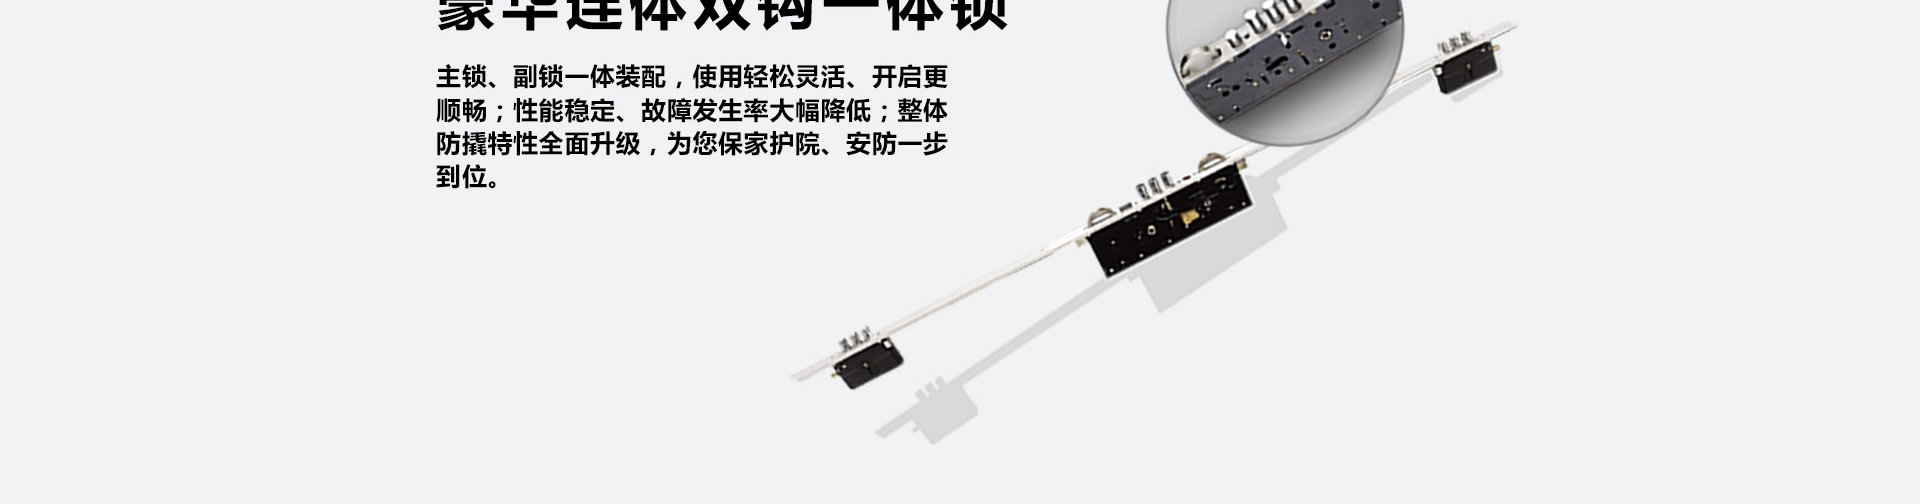 豪华连体双钩一体锁
主锁、副锁一体装配，使用轻松灵活、开启更
顺畅；性能稳定、故障发生率大幅降低；整体
防撬特性全面升级，为您保家护院、安防一步
到位。